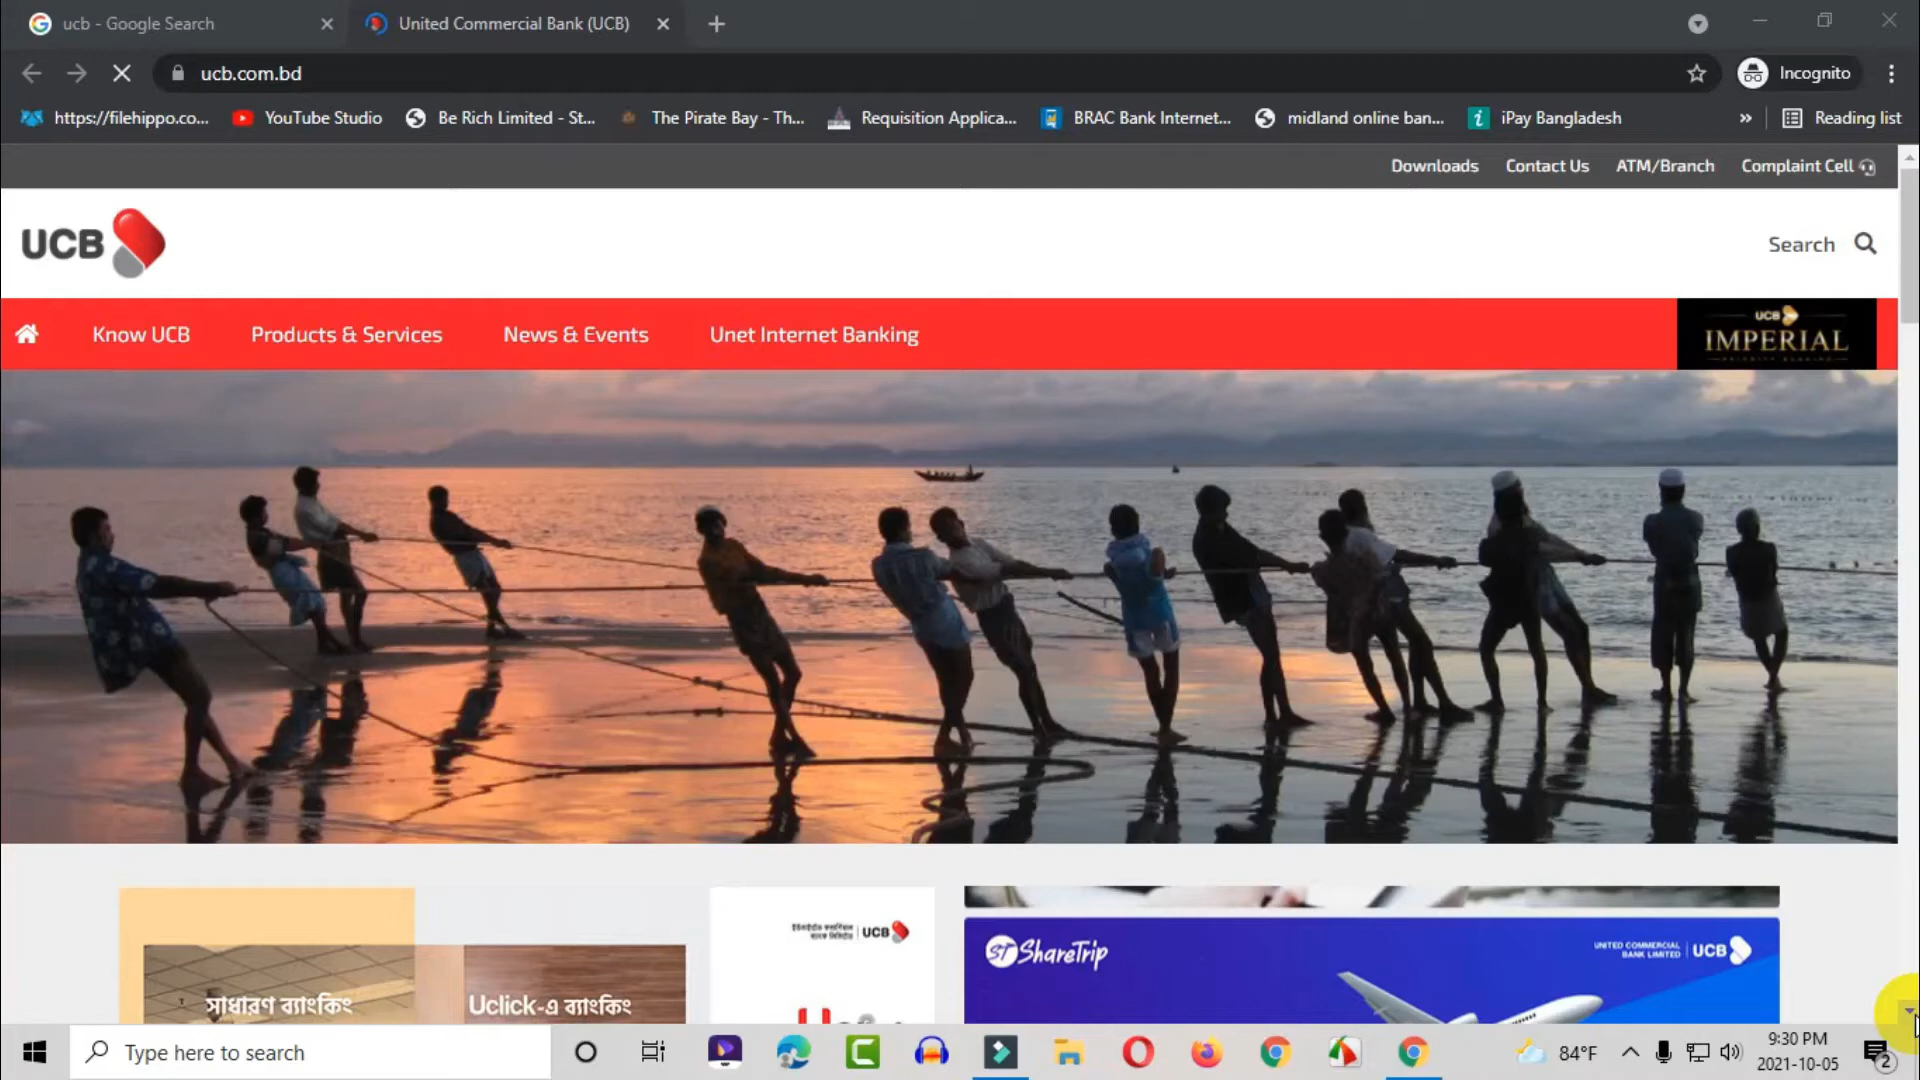 ucb - Google Search
United Commercial Bank (UCB)
ucb.com.bd
Incognito
https://filehippo.co...
YouTube Studio
Be Rich Limited - St...
The Pirate Bay - Th...
Requisition Applica...
BRAC Bank Internet...
midland online ban...
iPay Bangladesh
Reading list
Downloads
Contact Us
ATM/Branch
Complaint Cell
UCB
Search
Know UCB
Products & Services
News & Events
Unet Internet Banking
UCB
IMPERIAL
UCB
ST ShareTrip
UNITED COMMERCIAL
BANK LIMITED
UCB
সাধারণ ব্যাংকিং
Uclick-এ ব্যাংকিং
Type here to search
84°F
9:30 PM
2021-10-05
2